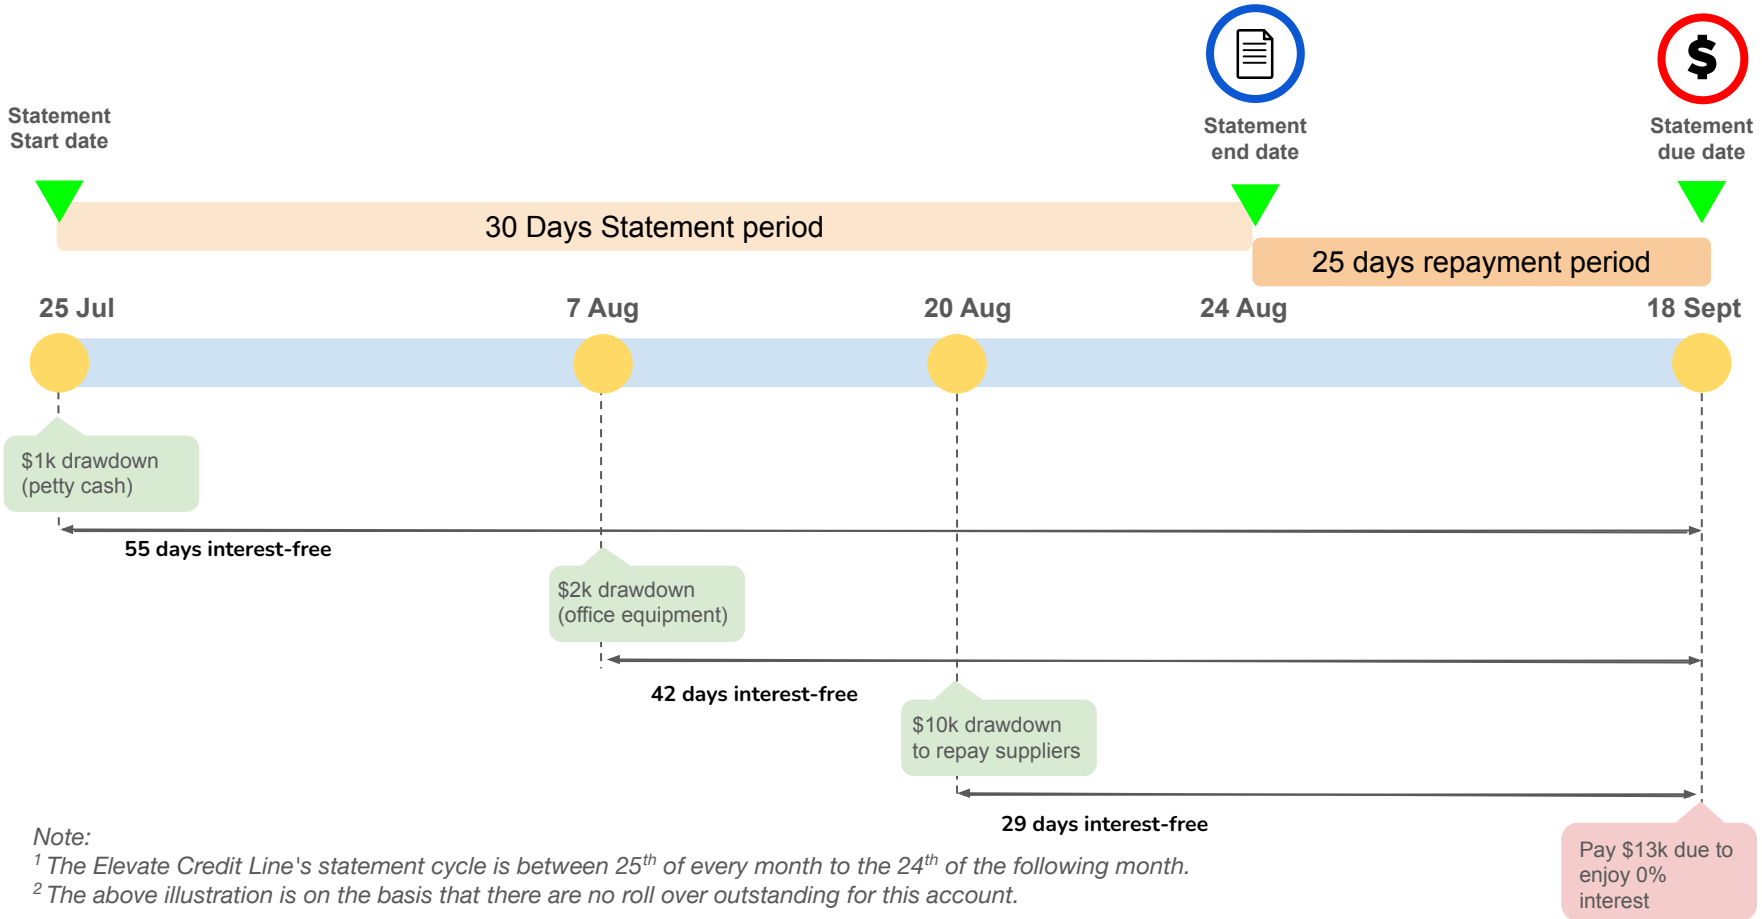 Statement
Start date
Statement
end date
$
Statement
due date
30 Days Statement period
25 days repayment period
25 Jul
7 Aug
20 Aug
24 Aug
18 Sept
$1k drawdown
(petty cash)
55 days interest-free
$2k drawdown
(office equipment)
42 days interest-free
$10k drawdown
to repay suppliers
29 days interest-free
Pay $13k due to
enjoy 0%
interest
Note:
1 The Elevate Credit Line's statement cycle is between 25th of every month to the 24th of the following month.
2 The above illustration is on the basis that there are no roll over outstanding for this account.